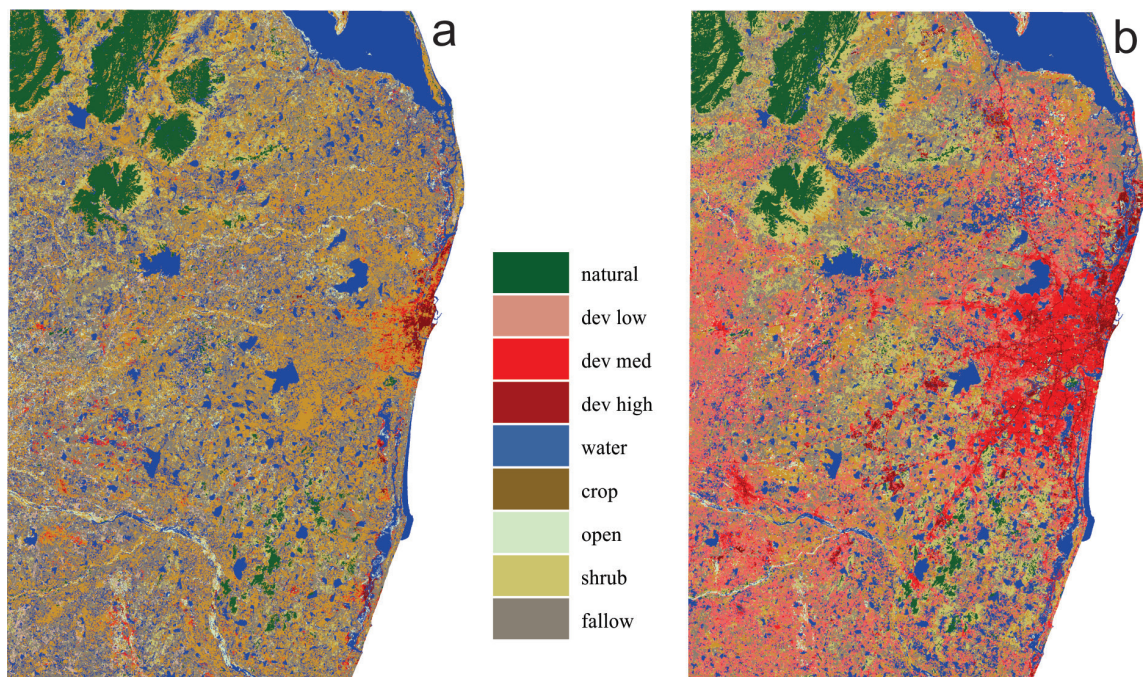 a
b
natural
dev low
dev med
dev high
water
crop
open
shrub
fallow